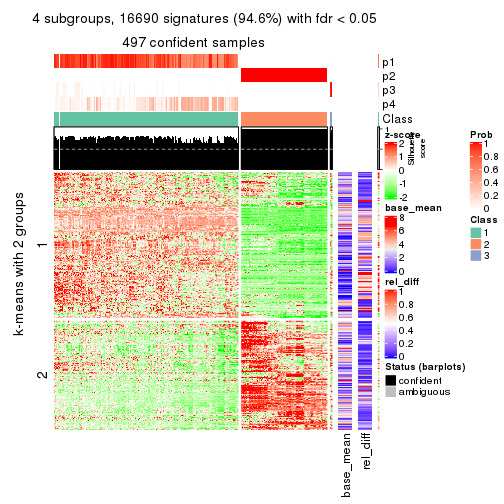 4 subgroups, 16690 signatures (94.6%) with fdr < 0.05
497 confident samples
p1
p2
p3
p4
Class
1
Silhouette
score
k-means with 2 groups
1
2
z-score
2
1
0
-1
-2
base_mean
8
6
4
2
0
rel_diff
1
0.8
0.6
0.4
0.2
0
Status (barplots)
confident
ambiguous
Prob
1
0.8
0.6
0.4
0.2
0
Class
1
2
3
base_mean
rel_diff